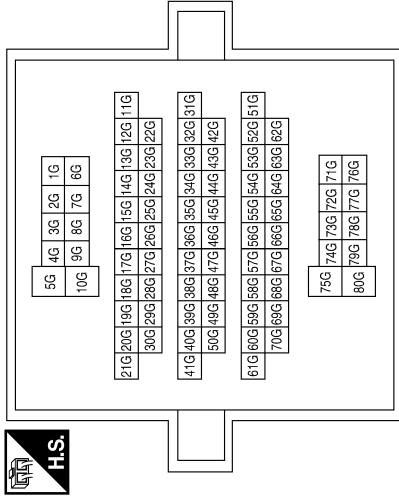 H.S.
5G 4G 3G 2G 1G
10G 9G 8G 7G 6G
21G 20G 19G 18G 17G 16G 15G 14G 13G 12G 11G
30G 29G 28G 27G 26G 25G 24G 23G 22G
41G 40G 39G 38G 37G 36G 35G 34G 33G 32G 31G
50G 49G 48G 47G 46G 45G 44G 43G 42G
61G 60G 59G 58G 57G 56G 55G 54G 53G 52G 51G
70G 69G 68G 67G 66G 65G 64G 63G 62G
75G 74G 73G 72G 71G
80G 79G 78G 77G 76G